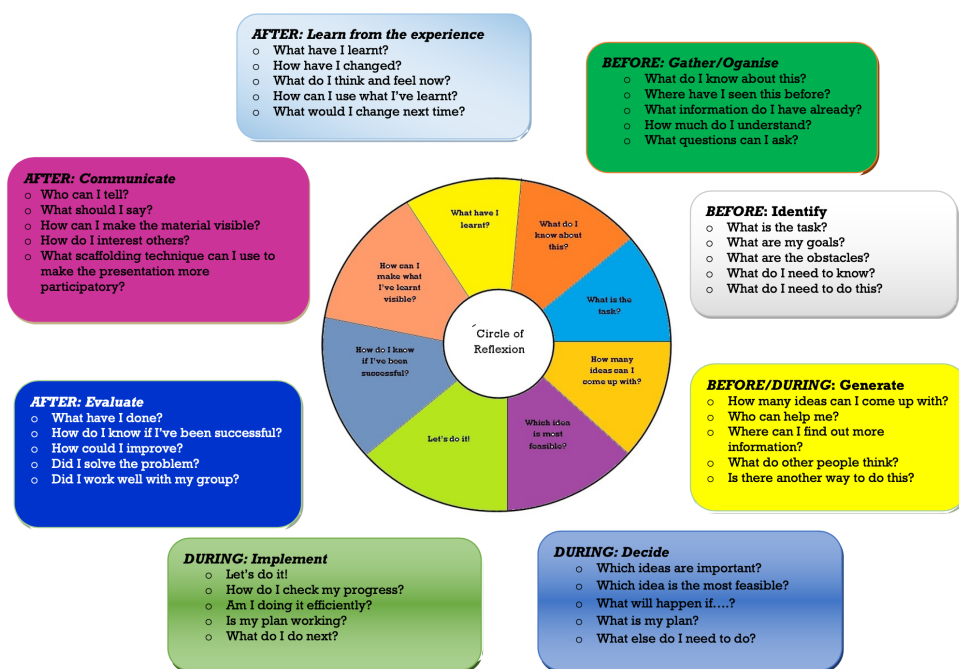 AFTER: Learn from the experience
o What have I learnt?
o How have I changed?
o What do I think and feel now?
o How can I use what I've learnt?
o What would I change next time?
BEFORE: Gather/Oganise
o What do I know about this?
o Where have I seen this before?
o What information do I have already?
o How much do I understand?
o What questions can I ask?
AFTER: Communicate
o Who can I tell?
o What should I say?
o How can I make the material visible?
o How do I interest others?
o What scaffolding technique can I use to
make the presentation more
participatory?
BEFORE: Identify
o What is the task?
o What are my goals?
o What are the obstacles?
o What do I need to know?
o What do I need to do this?
What have I
learnt?
What do I
know about
this?
What is the
task?
How many
ideas can I
come up with?
Which idea
is most
feasible?
Let's do it!
How do I know
if I've been
successful?
How can I
make what
I've learnt
visible?
´Circle of
Reflexion
AFTER: Evaluate
o What have I done?
o How do I know if I've been successful?
o How could I improve?
o Did I solve the problem?
o Did I work well with my group?
BEFORE/DURING: Generate
o How many ideas can I come up with?
o Who can help me?
o Where can I find out more
information?
o What do other people think?
o Is there another way to do this?
DURING: Implement
o Let's do it!
o How do I check my progress?
o Am I doing it efficiently?
o Is my plan working?
o What do I do next?
DURING: Decide
o Which ideas are important?
o Which idea is the most feasible?
o What will happen if....?
o What is my plan?
o What else do I need to do?